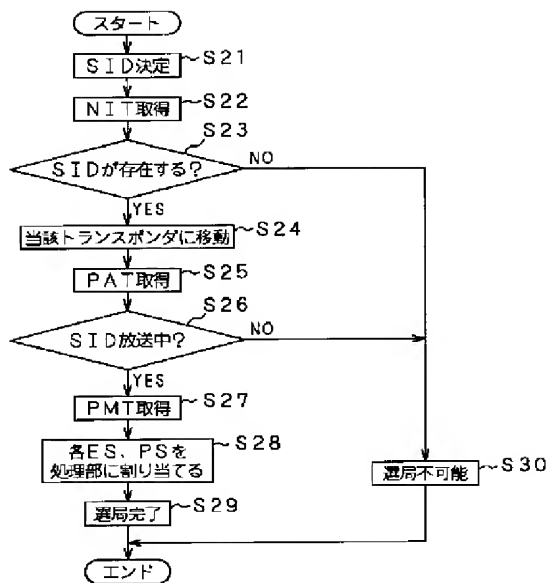 スタート
SID決定
S21
NIT取得
S22
SIDが存在する?
S23
NO
YES
当該トランスポンダに移動
S24
PAT取得
S25
SID放送中?
S26
NO
YES
PMT取得
S27
各ES、PSを
処理部に割り当てる
S28
選局不可能
S30
選局完了
S29
エンド